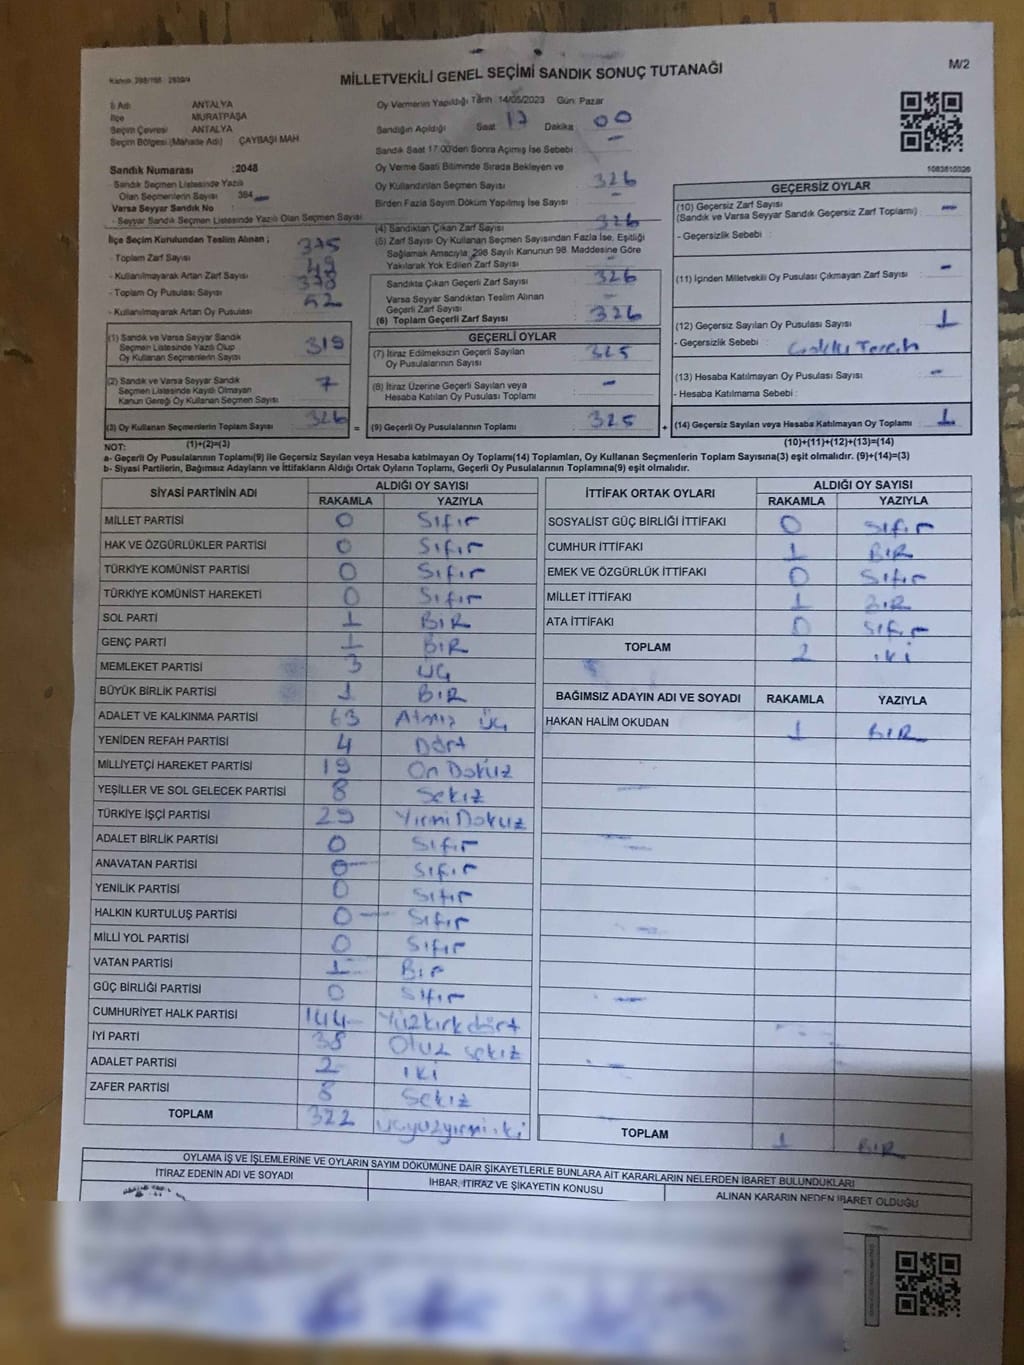 MİLLETVEKİLİ GENEL SEÇİMİ SANDIK SONUÇ TUTANAĞI
M/2
İl Adı ANTALYA
İlçe MURATPAŞA
Seçim Çevresi ANTALYA
Seçim Bölgesi (Mahalle Adı) ÇAYBAŞI MAH
Sandık Numarası :2048
Sandık Seçmen Listesinde Yazılı
Olan Seçmenlerin Sayısı 394
Varsa Seyyar Sandık No
- Seyyar Sandık Seçmen Listesinde Yazılı Olan Seçmen Sayısı
İlçe Seçim Kurulundan Teslim Alınan ;
- Toplam Zarf Sayısı 375
- Kullanılmayarak Artan Zarf Sayısı 49
- Toplam Oy Pusulası Sayısı 378
- Kullanılmayarak Artan Oy Pusulası 52
(1) Sandık ve Varsa Seyyar Sandık
Seçmen Listesinde Yazılı Olup
Oy Kullanan Seçmenlerin Sayısı 319
(2) Sandık ve Varsa Seyyar Sandık
Seçmen Listesinde Kayıtlı Olmayan
Kanun Gereği Oy Kullanan Seçmen Sayısı 7
(3) Oy Kullanan Seçmenlerin Toplam Sayısı 326
(1)+(2)=(3)
Oy Vermenin Yapıldığı Tarih :14/05/2023 Gün: Pazar
Sandığın Açıldığı Saat 17 Dakika 00
Sandık Saat 17.00'den Sonra Açılmış İse Sebebi : -
Oy Verme Saati Bitiminde Sırada Bekleyen ve
Oy Kullandırılan Seçmen Sayısı 326
Birden Fazla Sayım Döküm Yapılmış İse Sayısı : -
(4) Sandıktan Çıkan Zarf Sayısı 326
(5) Zarf Sayısı Oy Kullanan Seçmen Sayısından Fazla İse, Eşitliği
Sağlamak Amacıyla, 298 Sayılı Kanunun 98. Maddesine Göre
Yakılarak Yok Edilen Zarf Sayısı -
Sandıkta Çıkan Geçerli Zarf Sayısı 326
Varsa Seyyar Sandıktan Teslim Alınan
Geçerli Zarf Sayısı -
(6) Toplam Geçerli Zarf Sayısı 326
GEÇERLİ OYLAR
(7) İtiraz Edilmeksizin Geçerli Sayılan
Oy Pusulalarının Sayısı 325
(8) İtiraz Üzerine Geçerli Sayılan veya
Hesaba Katılan Oy Pusulası Toplamı -
= (9) Geçerli Oy Pusulalarının Toplamı 325 +
1083610326
GEÇERSİZ OYLAR
(10) Geçersiz Zarf Sayısı
(Sandık ve Varsa Seyyar Sandık Geçersiz Zarf Toplamı) -
- Geçersizlik Sebebi :
(11) İçinden Milletvekili Oy Pusulası Çıkmayan Zarf Sayısı -
(12) Geçersiz Sayılan Oy Pusulası Sayısı 1
- Geçersizlik Sebebi :
(13) Hesaba Katılmayan Oy Pusulası Sayısı -
- Hesaba Katılmama Sebebi :
(14) Geçersiz Sayılan veya Hesaba Katılmayan Oy Toplamı 1
(10)+(11)+(12)+(13)=(14)
NOT:
a- Geçerli Oy Pusulalarının Toplamı(9) ile Geçersiz Sayılan veya Hesaba katılmayan Oy Toplamı(14) Toplamları, Oy Kullanan Seçmenlerin Toplam Sayısına(3) eşit olmalıdır. (9)+(14)=(3)
b- Siyasi Partilerin, Bağımsız Adayların ve İttifakların Aldığı Ortak Oyların Toplamı, Geçerli Oy Pusulalarının Toplamına(9) eşit olmalıdır.
SİYASİ PARTİNİN ADI ALDIĞI OY SAYISI
RAKAMLA YAZIYLA
MİLLET PARTİSİ 0 Sıfır
HAK VE ÖZGÜRLÜKLER PARTİSİ 0 Sıfır
TÜRKİYE KOMÜNİST PARTİSİ 0 Sıfır
TÜRKİYE KOMÜNİST HAREKETİ 0 Sıfır
SOL PARTİ 1 BİR
GENÇ PARTİ 1 BİR
MEMLEKET PARTİSİ 3 ÜÇ
BÜYÜK BİRLİK PARTİSİ 1 BİR
ADALET VE KALKINMA PARTİSİ 63 Atmış Üç
YENİDEN REFAH PARTİSİ 4 Dört
MİLLİYETÇİ HAREKET PARTİSİ 19 On Dokuz
YEŞİLLER VE SOL GELECEK PARTİSİ 8 Sekiz
TÜRKİYE İŞÇİ PARTİSİ 29 Yirmi Dokuz
ADALET BİRLİK PARTİSİ 0 Sıfır
ANAVATAN PARTİSİ 0 Sıfır
YENİLİK PARTİSİ 0 Sıfır
HALKIN KURTULUŞ PARTİSİ 0 Sıfır
MİLLİ YOL PARTİSİ 0 Sıfır
VATAN PARTİSİ 1 Bir
GÜÇ BİRLİĞİ PARTİSİ 0 Sıfır
CUMHURİYET HALK PARTİSİ 144 Yüzkırkdört
İYİ PARTİ 38 Otuz sekiz
ADALET PARTİSİ 2 iki
ZAFER PARTİSİ 8 Sekiz
TOPLAM 322 üçyüzyirmi iki
İTTİFAK ORTAK OYLARI ALDIĞI OY SAYISI
RAKAMLA YAZIYLA
SOSYALİST GÜÇ BİRLİĞİ İTTİFAKI 0 Sıfır
CUMHUR İTTİFAKI 1 BİR
EMEK VE ÖZGÜRLÜK İTTİFAKI 0 Sıfır
MİLLET İTTİFAKI 1 BİR
ATA İTTİFAKI 0 Sıfır
TOPLAM 2 iki
BAĞIMSIZ ADAYIN ADI VE SOYADI RAKAMLA YAZIYLA
HAKAN HALİM OKUDAN 1 BİR
TOPLAM 1 BİR
OYLAMA İŞ VE İŞLEMLERİNE VE OYLARIN SAYIM DÖKÜMÜNE DAİR ŞİKAYETLERLE BUNLARA AİT KARARLARIN NELERDEN İBARET BULUNDUKLARI
İTİRAZ EDENİN ADI VE SOYADI
İHBAR, İTİRAZ VE ŞİKAYETİN KONUSU
ALINAN KARARIN NEDEN İBARET OLDUĞU